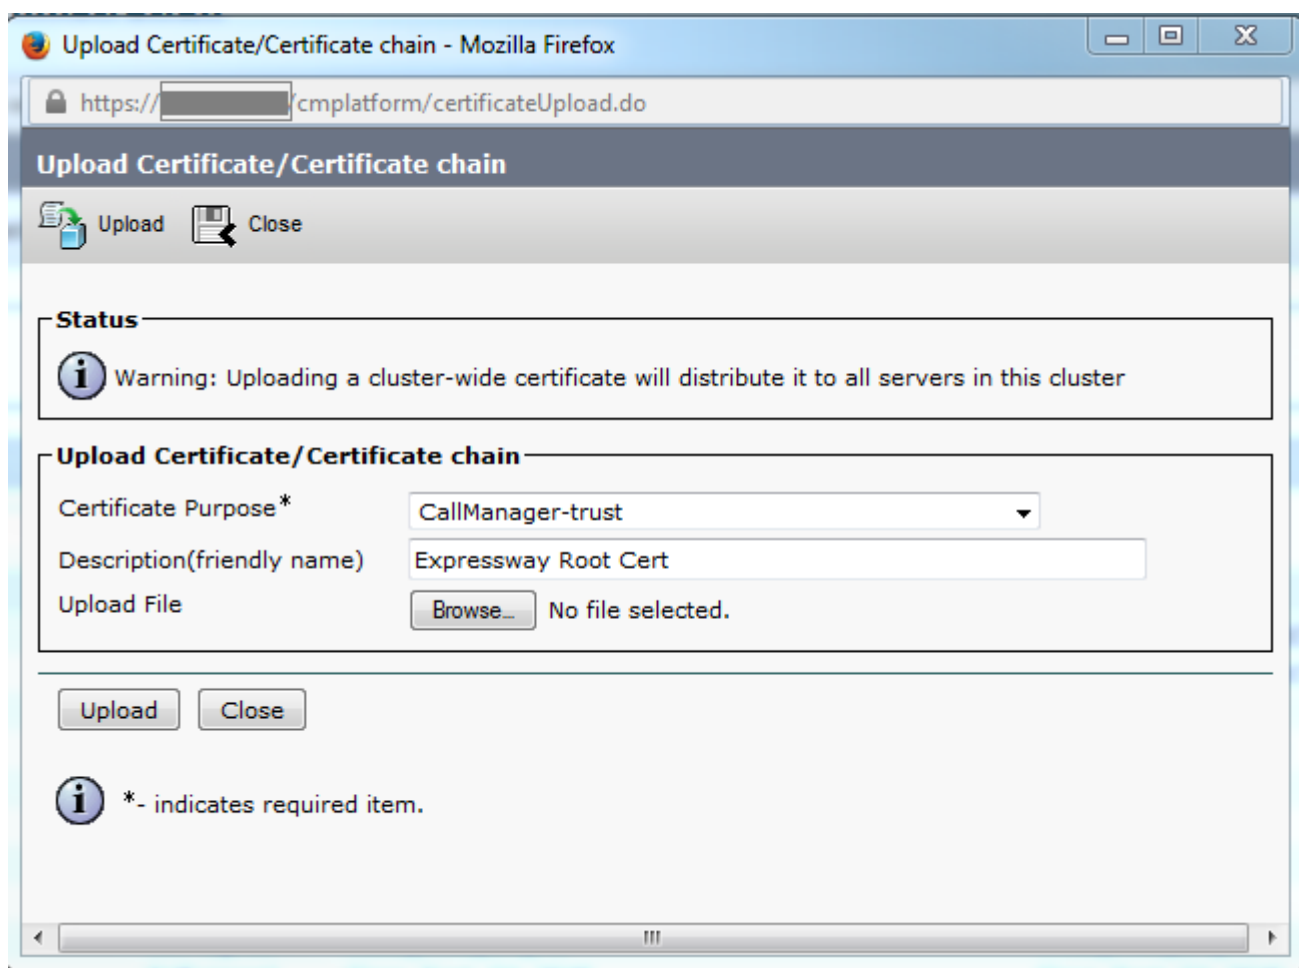 Upload Certificate/Certificate chain - Mozilla Firefox
https:// /cmplatform/certificateUpload.do
Upload Certificate/Certificate chain
Upload Close
Status
Warning: Uploading a cluster-wide certificate will distribute it to all servers in this cluster
Upload Certificate/Certificate chain
Certificate Purpose* CallManager-trust
Description(friendly name) Expressway Root Cert
Upload File Browse... No file selected.
Upload Close
*- indicates required item.